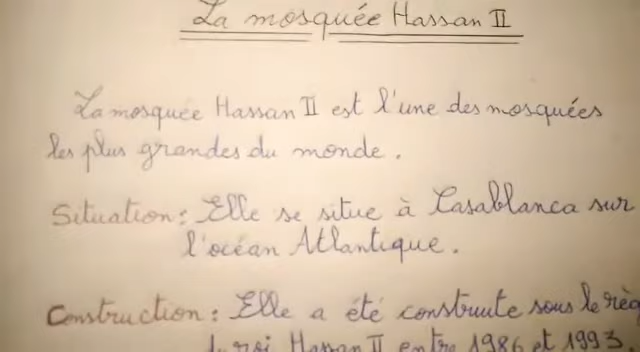 La mosquée Hassan II
La mosquée Hassan II est l'une des mosquées
les plus grandes du monde.
Situation : Elle se situe à Casablanca sur
l'océan Atlantique.
Construction : Elle a été construite sous le règ
du roi Hassan II entre 1986 et 1993.